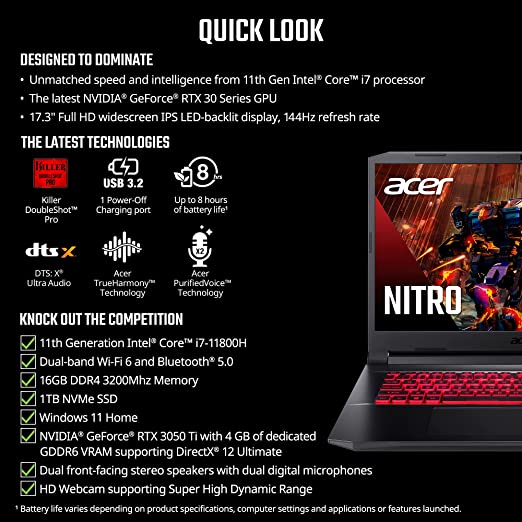 QUICK LOOK
DESIGNED TO DOMINATE
• Unmatched speed and intelligence from 11th Gen Intel® Core™ i7 processor
• The latest NVIDIA® GeForce® RTX 30 Series GPU
• 17.3" Full HD widescreen IPS LED-backlit display, 144Hz refresh rate
THE LATEST TECHNOLOGIES
KILLER
DOUBLESHOT
PRO
USB 3.2
8 hrs
Killer
DoubleShot™
Pro
1 Power-Off
Charging port
Up to 8 hours
of battery life¹
dts X
X2
DTS: X®
Ultra Audio
Acer
TrueHarmony™
Technology
Acer
PurifiedVoice™
Technology
acer
NITRO
acer
KNOCK OUT THE COMPETITION
11th Generation Intel® Core™ i7-11800H
Dual-band Wi-Fi 6 and Bluetooth® 5.0
16GB DDR4 3200Mhz Memory
1TB NVMe SSD
Windows 11 Home
NVIDIA® GeForce® RTX 3050 Ti with 4 GB of dedicated
GDDR6 VRAM supporting DirectX® 12 Ultimate
Dual front-facing stereo speakers with dual digital microphones
HD Webcam supporting Super High Dynamic Range
¹ Battery life varies depending on product specifications, computer settings and applications or features launched.